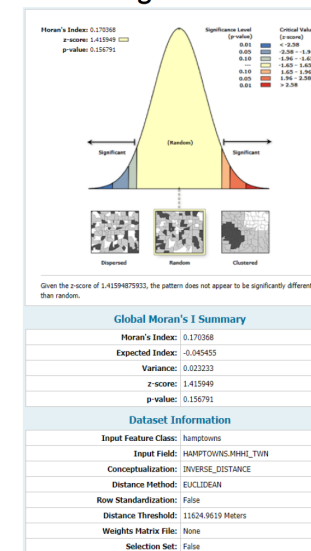 Moran's Index: 0.170368
z-score: 1.415949
p-value: 0.156791
Significance Level
(p-value)
Critical Value
(z-score)
0.01 < -2.58
0.05 -2.58 - -1.9
0.10 -1.96 - -1.6
--- -1.65 - 1.65
0.10 1.65 - 1.96
0.05 1.96 - 2.58
0.01 > 2.58
Significant
(Random)
Significant
Dispersed
Random
Clustered
Given the z-score of 1.41594875933, the pattern does not appear to be significantly different
than random.
Global Moran's I Summary
Moran's Index: 0.170368
Expected Index: -0.045455
Variance: 0.023233
z-score: 1.415949
p-value: 0.156791
Dataset Information
Input Feature Class: hamptowns
Input Field: HAMPTOWNS.MHHI_TWN
Conceptualization: INVERSE_DISTANCE
Distance Method: EUCLIDEAN
Row Standardization: False
Distance Threshold: 11624.9619 Meters
Weights Matrix File: None
Selection Set: False